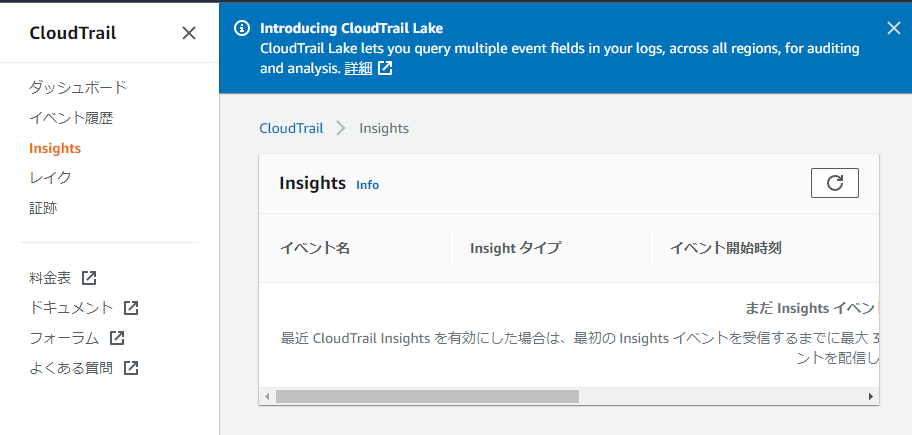 CloudTrail
ダッシュボード
イベント履歴
Insights
レイク
証跡
料金表
ドキュメント
フォーラム
よくある質問
Introducing CloudTrail Lake
CloudTrail Lake lets you query multiple event fields in your logs, across all regions, for auditing
and analysis. 詳細
CloudTrail > Insights
Insights Info
イベント名 Insight タイプ イベント開始時刻
まだ Insights イベン
最近 CloudTrail Insights を有効にした場合は、最初の Insights イベントを受信するまでに最大 3
ントを配信し